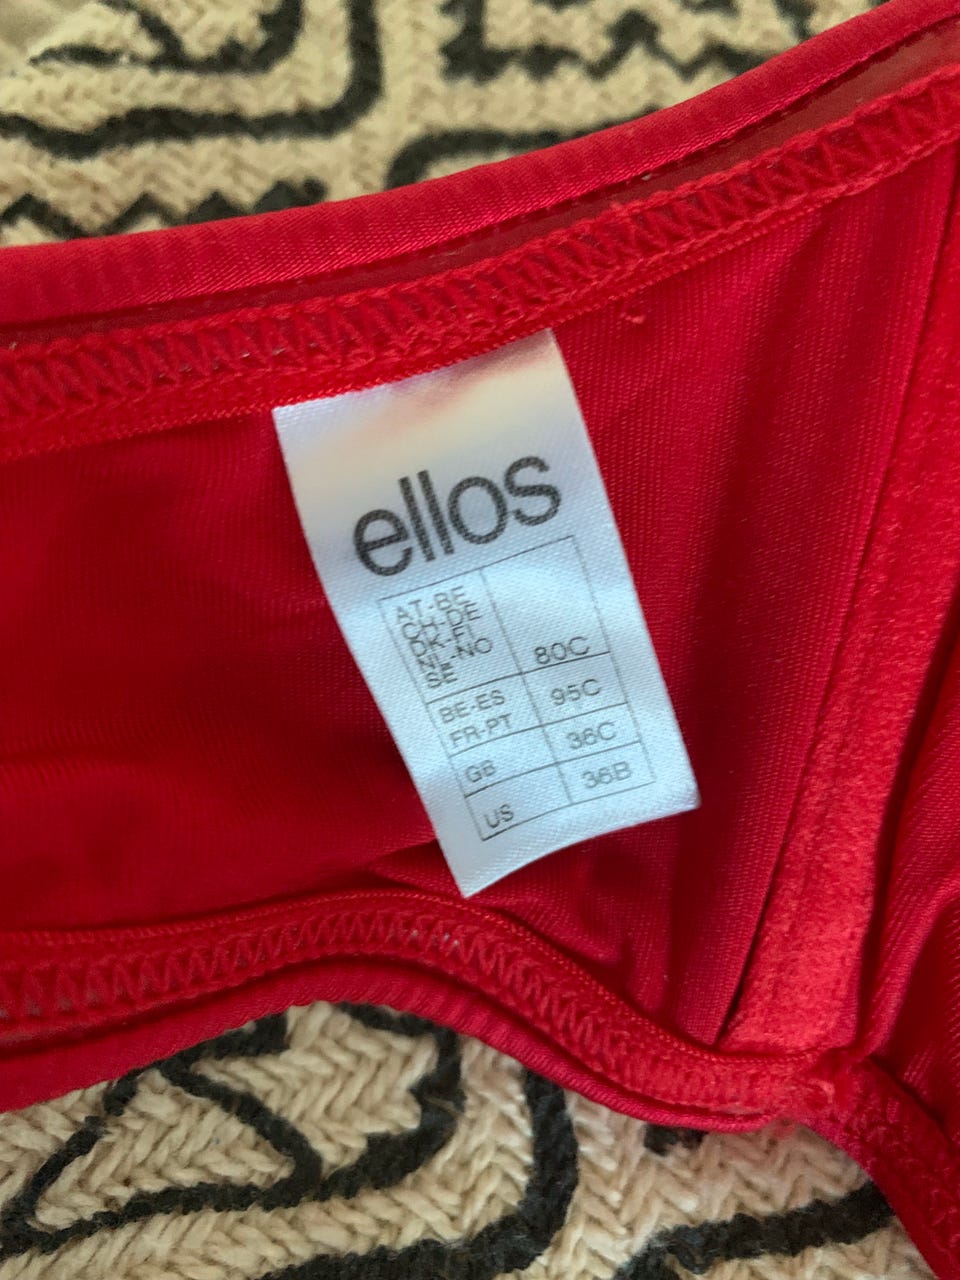 ellos
AT-BE
CH-DE
DK-FI
NL-NO
SE
80C
BE-ES
FR-PT
95C
GB
36C
US
36B